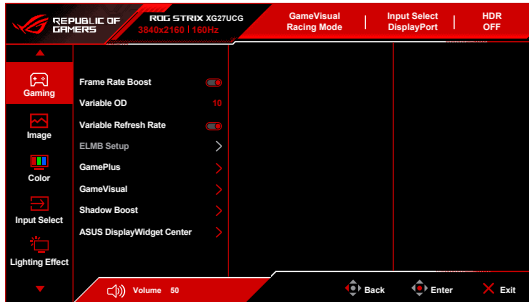 REPUBLIC OF
GAMERS
ROG STRIX XG27UCG
3840x2160 160Hz
GameVisual
Racing Mode
Input Select
DisplayPort
HDR
OFF
Gaming
Image
Color
Input Select
Lighting Effect
Frame Rate Boost
Variable OD 10
Variable Refresh Rate
ELMB Setup
GamePlus
GameVisual
Shadow Boost
ASUS DisplayWidget Center
Volume 50
Back
Enter
Exit